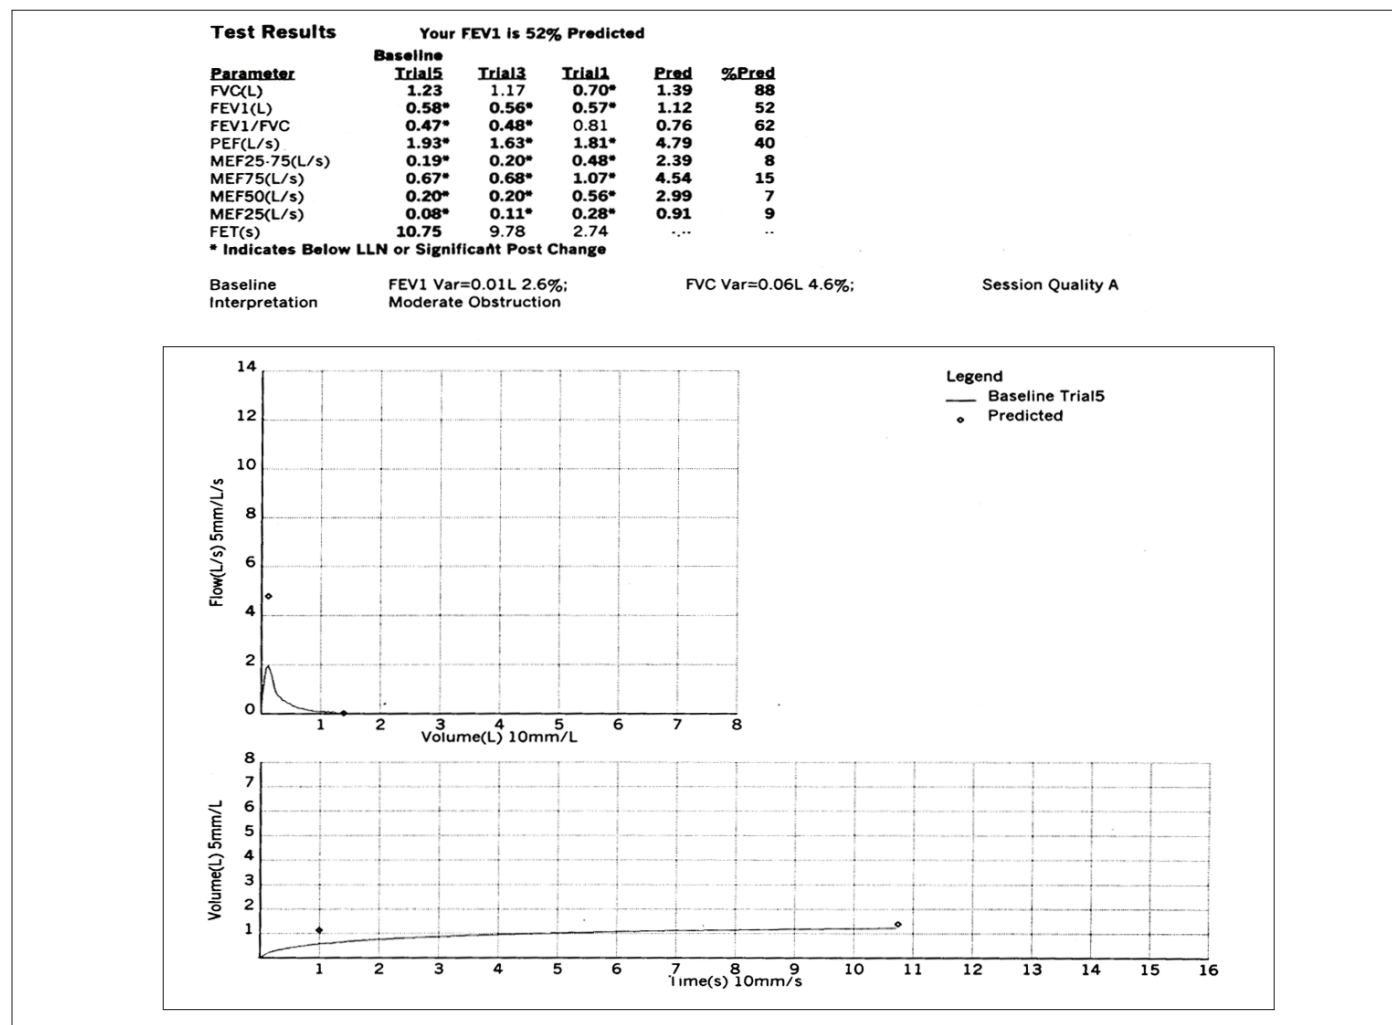 Test Results Your FEV1 is 52% Predicted
Baseline
Parameter Trial5 Trial3 Trial1 Pred %Pred
FVC(L) 1.23 1.17 0.70* 1.39 88
FEV1(L) 0.58* 0.56* 0.57* 1.12 52
FEV1/FVC 0.47* 0.48* 0.81 0.76 62
PEF(L/s) 1.93* 1.63* 1.81* 4.79 40
MEF25-75(L/s) 0.19* 0.20* 0.48* 2.39 8
MEF75(L/s) 0.67* 0.68* 1.07* 4.54 15
MEF50(L/s) 0.20* 0.20* 0.56* 2.99 7
MEF25(L/s) 0.08* 0.11* 0.28* 0.91 9
FET(s) 10.75 9.78 2.74 -.-- --
* Indicates Below LLN or Significant Post Change
Baseline FEV1 Var=0.01L 2.6%; FVC Var=0.06L 4.6%; Session Quality A
Interpretation Moderate Obstruction
Legend
Baseline Trial5
Predicted
Flow(L/s) 5mm/L/s
14
12
10
8
6
4
2
0
1 2 3 4 5 6 7 8
Volume(L) 10mm/L
Volume(L) 5mm/L
8
7
6
5
4
3
2
1
1 2 3 4 5 6 7 8 9 10 11 12 13 14 15 16
Time(s) 10mm/s